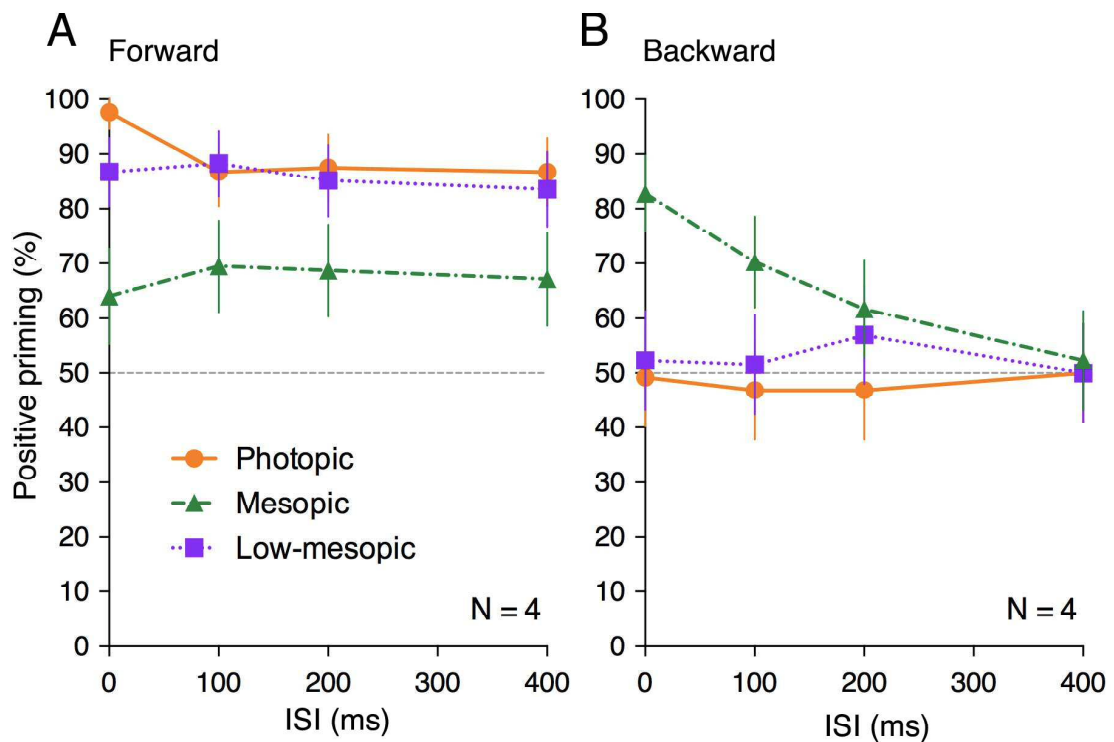 A
Forward
Positive priming (%)
100
90
80
70
60
50
40
30
20
10
0
Photopic
Mesopic
Low-mesopic
N = 4
0 100 200 300 400
ISI (ms)
B
Backward
100
90
80
70
60
50
40
30
20
10
0
N = 4
0 100 200 300 400
ISI (ms)